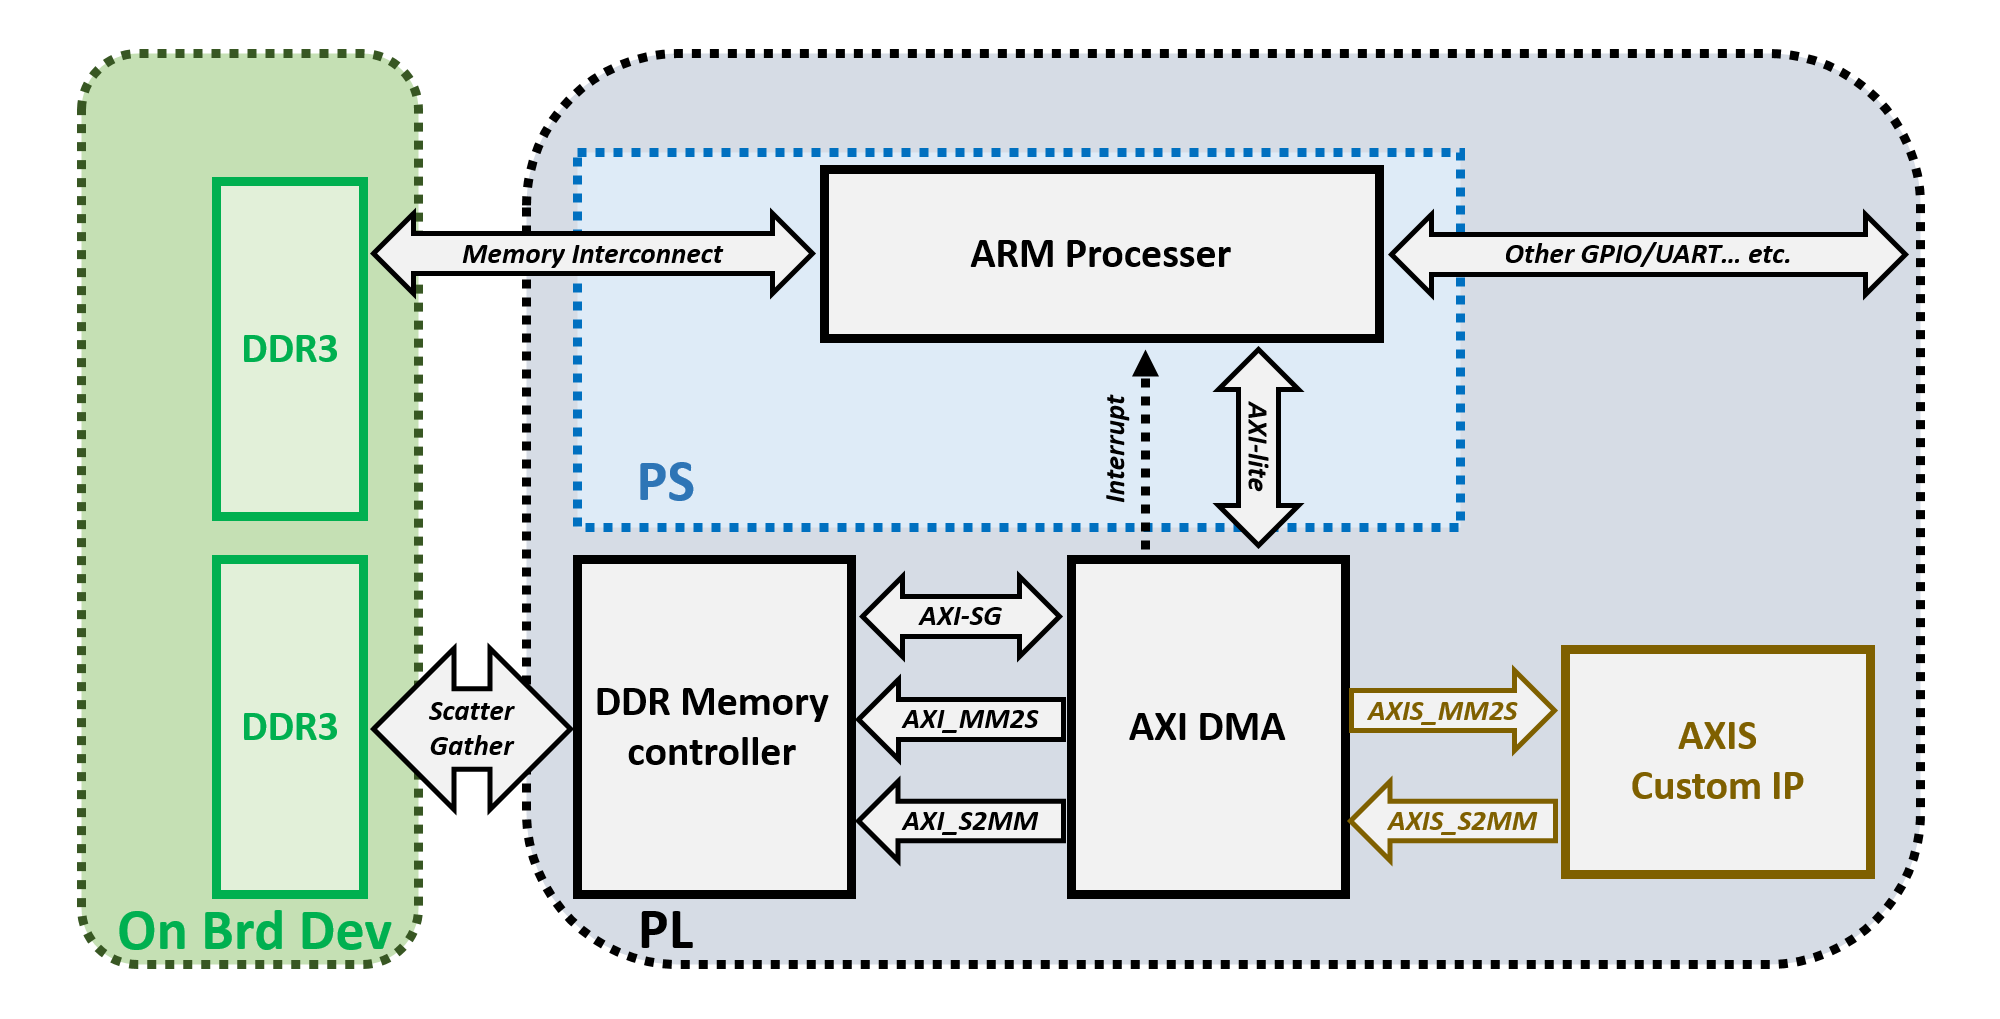 Memory Interconnect
ARM Processer
Other GPIO/UART... etc.
DDR3
Interrupt
AXI-lite
PS
DDR3
Scatter
Gather
DDR Memory
controller
AXI-SG
AXI_MM2S
AXI_S2MM
AXI DMA
AXIS_MM2S
AXIS_S2MM
AXIS
Custom IP
On Brd Dev
PL